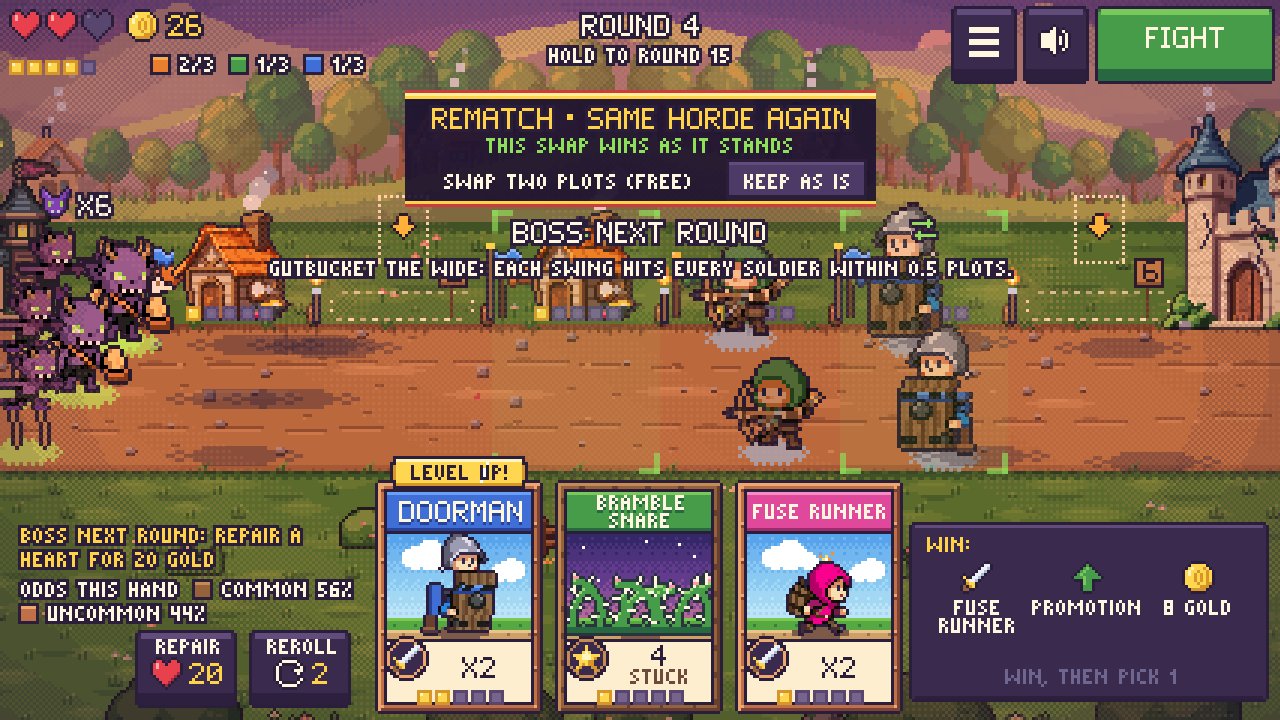 26
2/3
1/3
1/3
ROUND 4
HOLD TO ROUND 15
FIGHT
REMATCH • SAME HORDE AGAIN
THIS SWAP WINS AS IT STANDS
SWAP TWO PLOTS (FREE)
KEEP AS IS
X6
BOSS NEXT ROUND
GUTBUCKET THE WIDE: EACH SWING HITS EVERY SOLDIER WITHIN 0.5 PLOTS.
6
LEVEL UP!
DOORMAN
X2
BRAMBLE
SNARE
4
STUCK
FUSE RUNNER
X2
BOSS NEXT ROUND: REPAIR A
HEART FOR 20 GOLD
ODDS THIS HAND COMMON 56%
UNCOMMON 44%
REPAIR
20
REROLL
2
WIN:
FUSE
RUNNER
PROMOTION
8 GOLD
WIN, THEN PICK 1